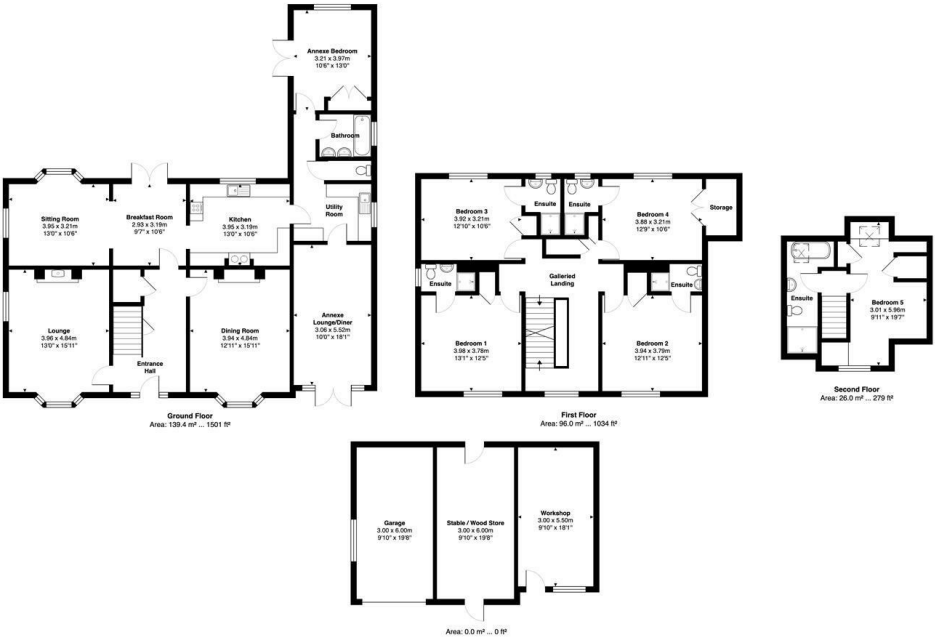 Annexe Bedroom
3.21 x 3.97m
10'6" x 13'0"
Bathroom
Sitting Room
3.95 x 3.21m
13'0" x 10'6"
Breakfast Room
2.93 x 3.19m
9'7" x 10'6"
Kitchen
3.95 x 3.19m
13'0" x 10'6"
Utility
Room
Lounge
3.96 x 4.84m
13'0" x 15'11"
Entrance
Hall
Dining Room
3.94 x 4.84m
12'11" x 15'11"
Annexe
Lounge/Diner
3.06 x 5.52m
10'0" x 18'1"
Ground Floor
Area: 139.4 m² ... 1501 ft²
Bedroom 3
3.92 x 3.21m
12'10" x 10'6"
Ensuite
Ensuite
Bedroom 4
3.88 x 3.21m
12'9" x 10'6"
Storage
Galleried
Landing
Ensuite
Ensuite
Bedroom 1
3.98 x 3.78m
13'1" x 12'5"
Bedroom 2
3.94 x 3.79m
12'11" x 12'5"
First Floor
Area: 96.0 m² ... 1034 ft²
Ensuite
Bedroom 5
3.01 x 5.96m
9'11" x 19'7"
Second Floor
Area: 26.0 m² ... 279 ft²
Garage
3.00 x 6.00m
9'10" x 19'8"
Stable / Wood Store
3.00 x 6.00m
9'10" x 19'8"
Workshop
3.00 x 5.50m
9'10" x 18'1"
Area: 0.0 m² ... 0 ft²